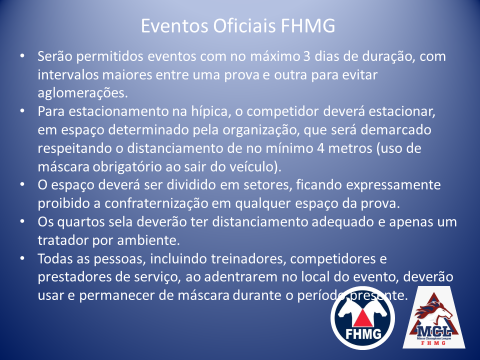 Eventos Oficiais FHMG
• Serão permitidos eventos com no máximo 3 dias de duração, com
intervalos maiores entre uma prova e outra para evitar
aglomerações.
• Para estacionamento na hípica, o competidor deverá estacionar,
em espaço determinado pela organização, que será demarcado
respeitando o distanciamento de no mínimo 4 metros (uso de
máscara obrigatório ao sair do veículo).
• O espaço deverá ser dividido em setores, ficando expressamente
proibido a confraternização em qualquer espaço da prova.
• Os quartos sela deverão ter distanciamento adequado e apenas um
tratador por ambiente.
• Todas as pessoas, incluindo treinadores, competidores e
prestadores de serviço, ao adentrarem no local do evento, deverão
usar e permanecer de máscara durante o período presente.
FHMG
MCL
FHMG